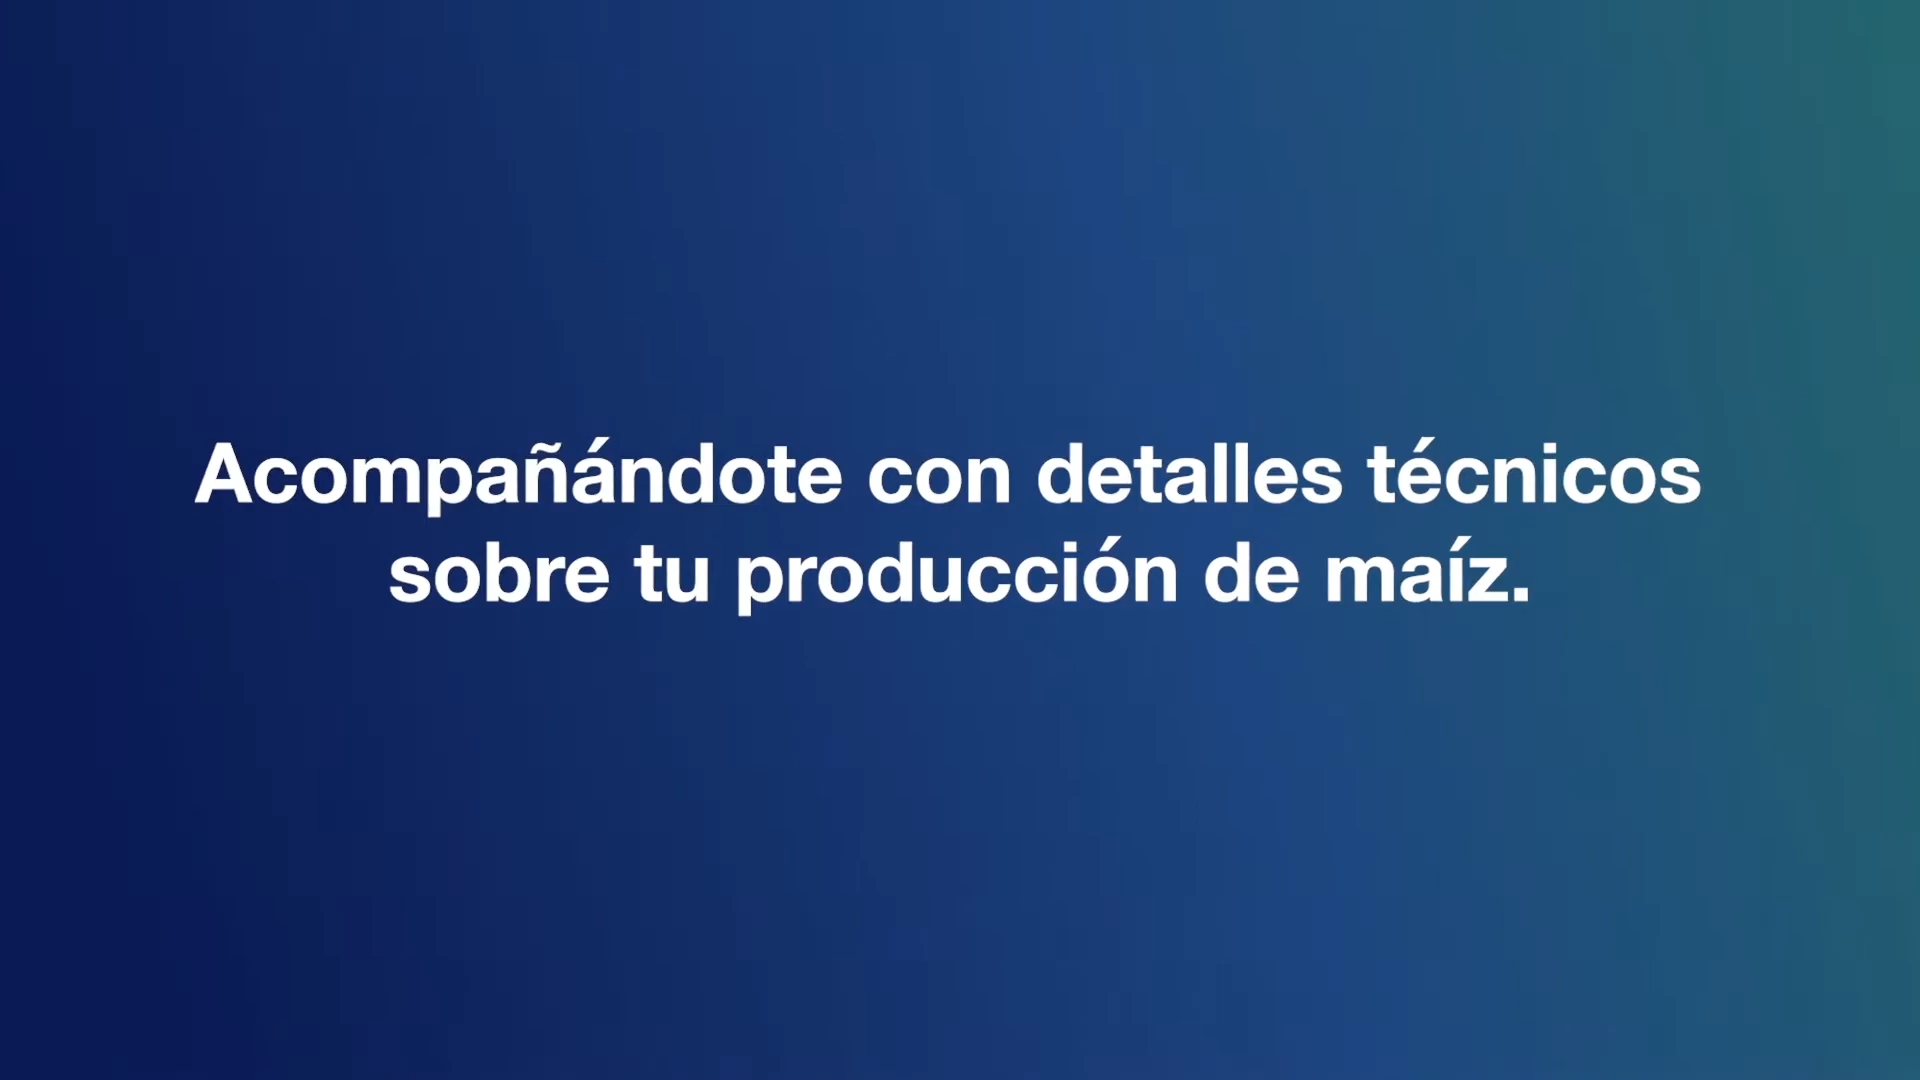 Acompañándote con detalles técnicos
sobre tu producción de maíz.